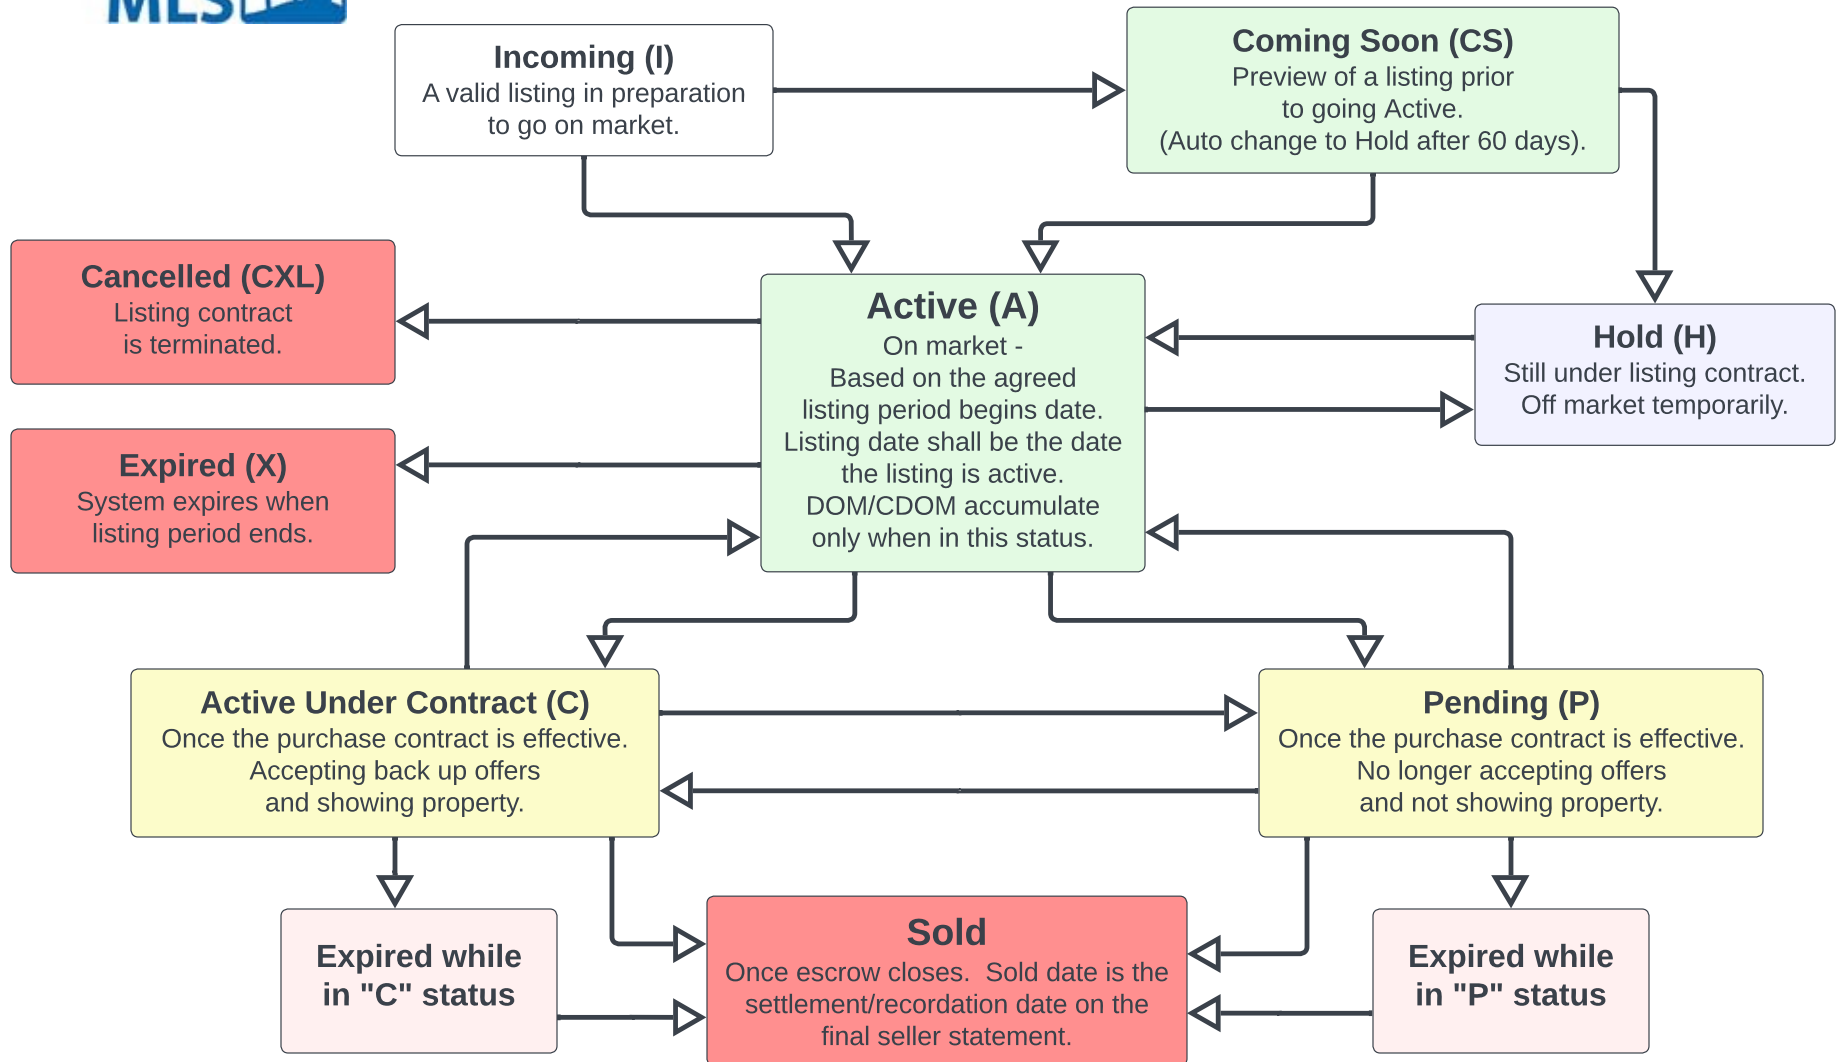 MLS
Incoming (I)
A valid listing in preparation
to go on market.
Coming Soon (CS)
Preview of a listing prior
to going Active.
(Auto change to Hold after 60 days).
Cancelled (CXL)
Listing contract
is terminated.
Active (A)
On market -
Based on the agreed
listing period begins date.
Listing date shall be the date
the listing is active.
DOM/CDOM accumulate
only when in this status.
Hold (H)
Still under listing contract.
Off market temporarily.
Expired (X)
System expires when
listing period ends.
Active Under Contract (C)
Once the purchase contract is effective.
Accepting back up offers
and showing property.
Pending (P)
Once the purchase contract is effective.
No longer accepting offers
and not showing property.
Expired while
in "C" status
Sold
Once escrow closes.  Sold date is the
settlement/recordation date on the
final seller statement.
Expired while
in "P" status